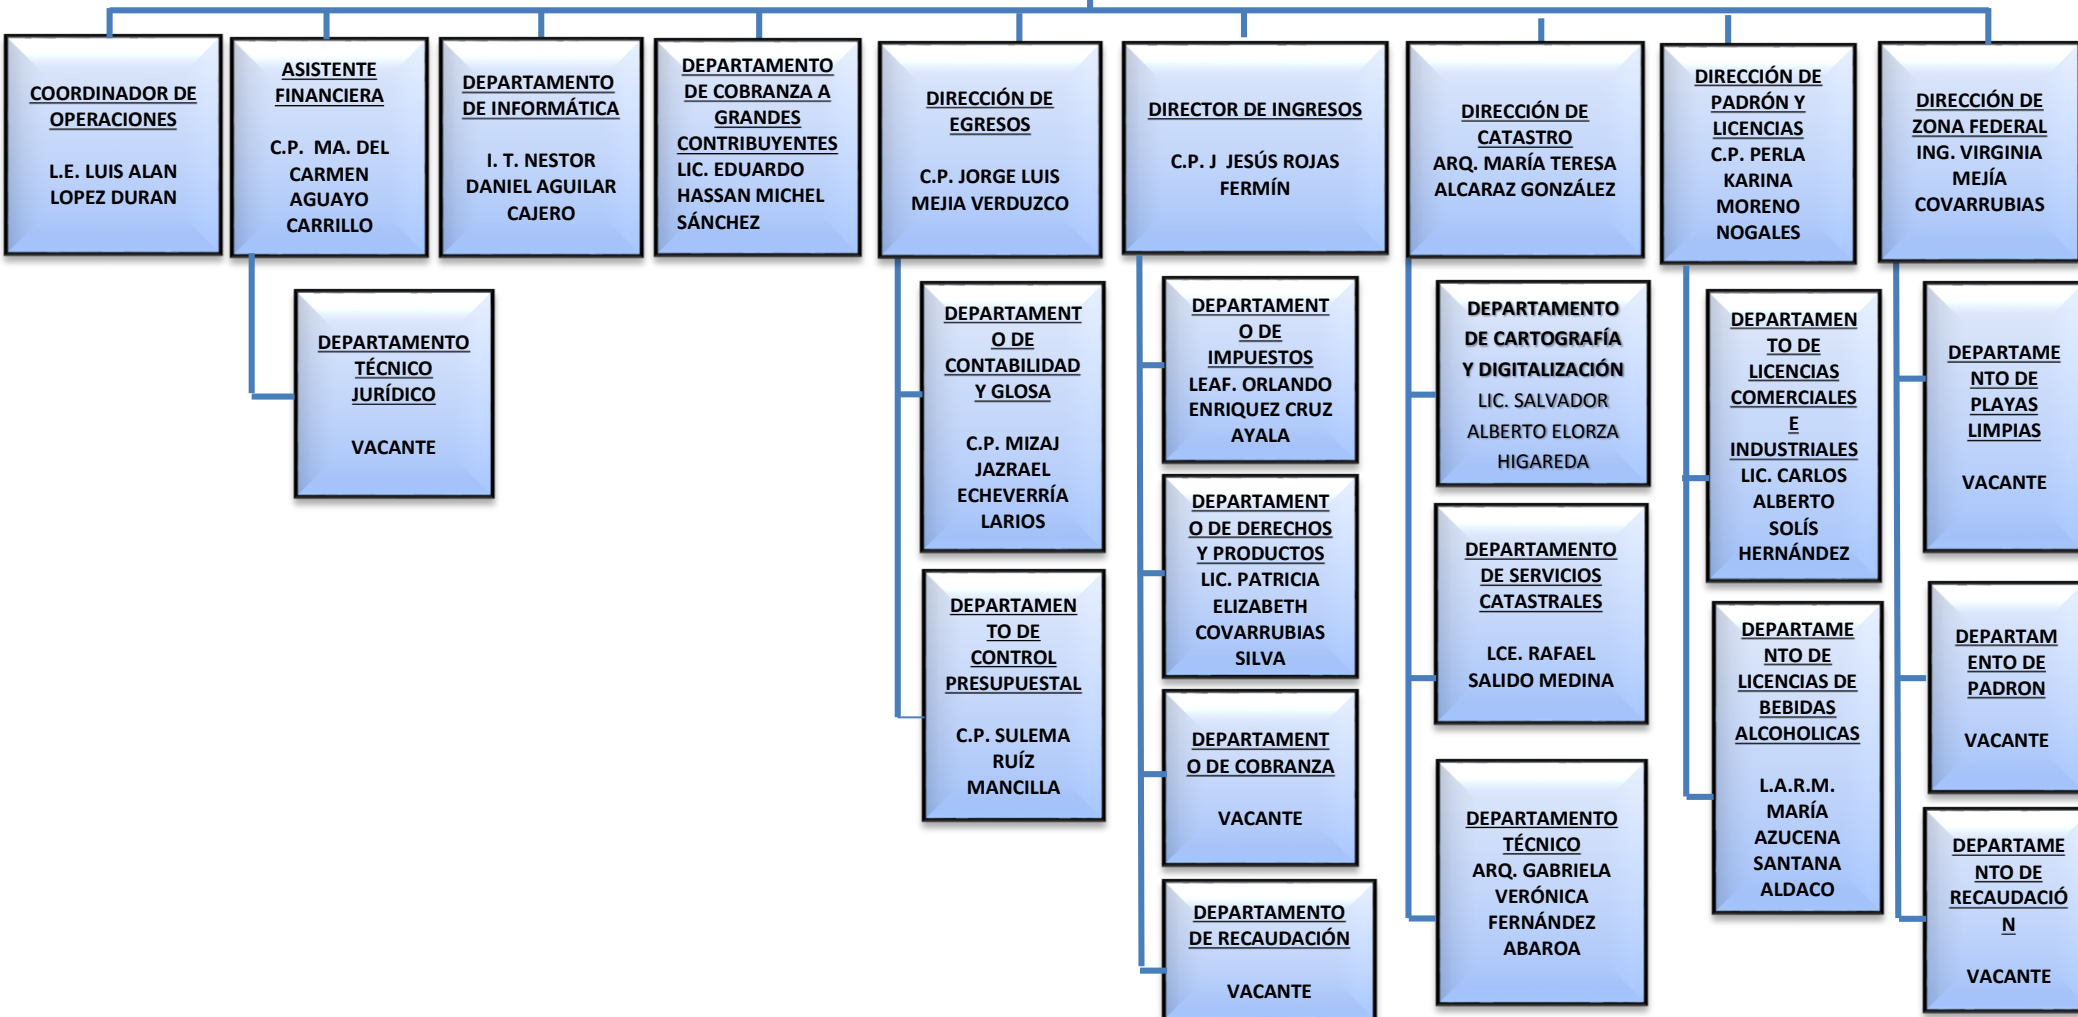 COORDINADOR DE
OPERACIONES
L.E. LUIS ALAN
LOPEZ DURAN
ASISTENTE
FINANCIERA
C.P. MA. DEL
CARMEN
AGUAYO
CARRILLO
DEPARTAMENTO
DE INFORMÁTICA
I. T. NESTOR
DANIEL AGUILAR
CAJERO
DEPARTAMENTO
DE COBRANZA A
GRANDES
CONTRIBUYENTES
LIC. EDUARDO
HASSAN MICHEL
SÁNCHEZ
DIRECCIÓN DE
EGRESOS
C.P. JORGE LUIS
MEJIA VERDUZCO
DIRECTOR DE INGRESOS
C.P. J JESÚS ROJAS
FERMÍN
DIRECCIÓN DE
CATASTRO
ARQ. MARÍA TERESA
ALCARAZ GONZÁLEZ
DIRECCIÓN DE
PADRÓN Y
LICENCIAS
C.P. PERLA
KARINA
MORENO
NOGALES
DIRECCIÓN DE
ZONA FEDERAL
ING. VIRGINIA
MEJÍA
COVARRUBIAS
DEPARTAMENTO
TÉCNICO
JURÍDICO
VACANTE
DEPARTAMENT
O DE
CONTABILIDAD
Y GLOSA
C.P. MIZAJ
JAZRAEL
ECHEVERRÍA
LARIOS
DEPARTAMEN
TO DE
CONTROL
PRESUPUESTAL
C.P. SULEMA
RUÍZ
MANCILLA
DEPARTAMENT
O DE
IMPUESTOS
LEAF. ORLANDO
ENRIQUEZ CRUZ
AYALA
DEPARTAMENT
O DE DERECHOS
Y PRODUCTOS
LIC. PATRICIA
ELIZABETH
COVARRUBIAS
SILVA
DEPARTAMENT
O DE COBRANZA
VACANTE
DEPARTAMENTO
DE RECAUDACIÓN
VACANTE
DEPARTAMENTO
DE CARTOGRAFÍA
Y DIGITALIZACIÓN
LIC. SALVADOR
ALBERTO ELORZA
HIGAREDA
DEPARTAMENTO
DE SERVICIOS
CATASTRALES
LCE. RAFAEL
SALIDO MEDINA
DEPARTAMENTO
TÉCNICO
ARQ. GABRIELA
VERÓNICA
FERNÁNDEZ
ABAROA
DEPARTAMEN
TO DE
LICENCIAS
COMERCIALES
E
INDUSTRIALES
LIC. CARLOS
ALBERTO
SOLÍS
HERNÁNDEZ
DEPARTAME
NTO DE
LICENCIAS DE
BEBIDAS
ALCOHOLICAS
L.A.R.M.
MARÍA
AZUCENA
SANTANA
ALDACO
DEPARTAME
NTO DE
PLAYAS
LIMPIAS
VACANTE
DEPARTAM
ENTO DE
PADRON
VACANTE
DEPARTAME
NTO DE
RECAUDACIÓ
N
VACANTE